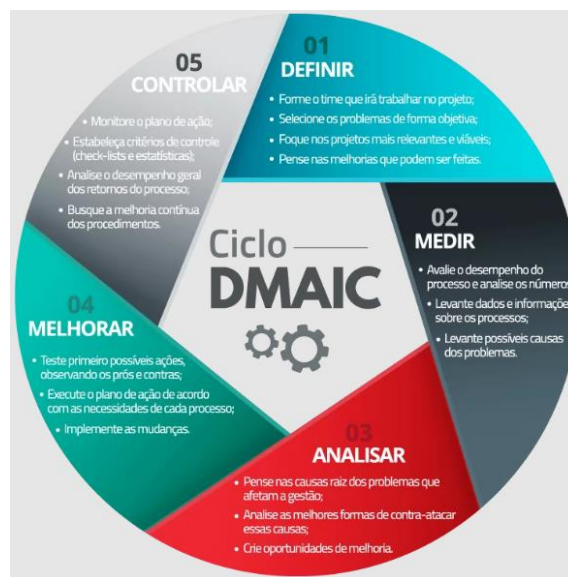 Ciclo
DMAIC
01
DEFINIR
• Forme o time que irá trabalhar no projeto;
• Selecione os problemas de forma objetiva;
• Foque nos projetos mais relevantes e viáveis;
• Pense nas melhorias que podem ser feitas.
02
MEDIR
• Avalie o desempenho do
processo e analise os números
• Levante dados e informaçõe
sobre os processos;
• Levante possíveis causas
dos problemas.
03
ANALISAR
• Pense nas causas raiz dos problemas que
afetam a gestão;
• Analise as melhores formas de contra-atacar
essas causas;
• Crie oportunidades de melhoria.
04
MELHORAR
• Teste primeiro possíveis ações,
observando os prós e contras;
• Execute o plano de ação de acordo
com as necessidades de cada processo;
• Implemente as mudanças.
05
CONTROLAR
• Monitore o plano de ação;
• Estabeleça critérios de controle
(check-lists e estatísticas);
• Analise o desempenho geral
dos retornos do processo;
• Busque a melhoria contínua
dos procedimentos.